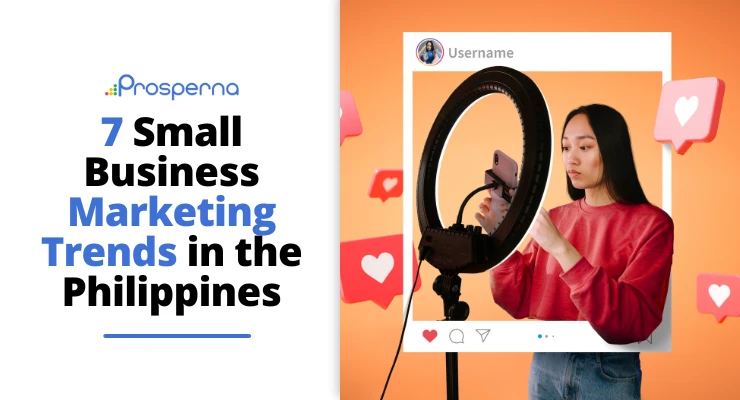 Prosperna
7 Small
Business
Marketing
Trends in the
Philippines
Username